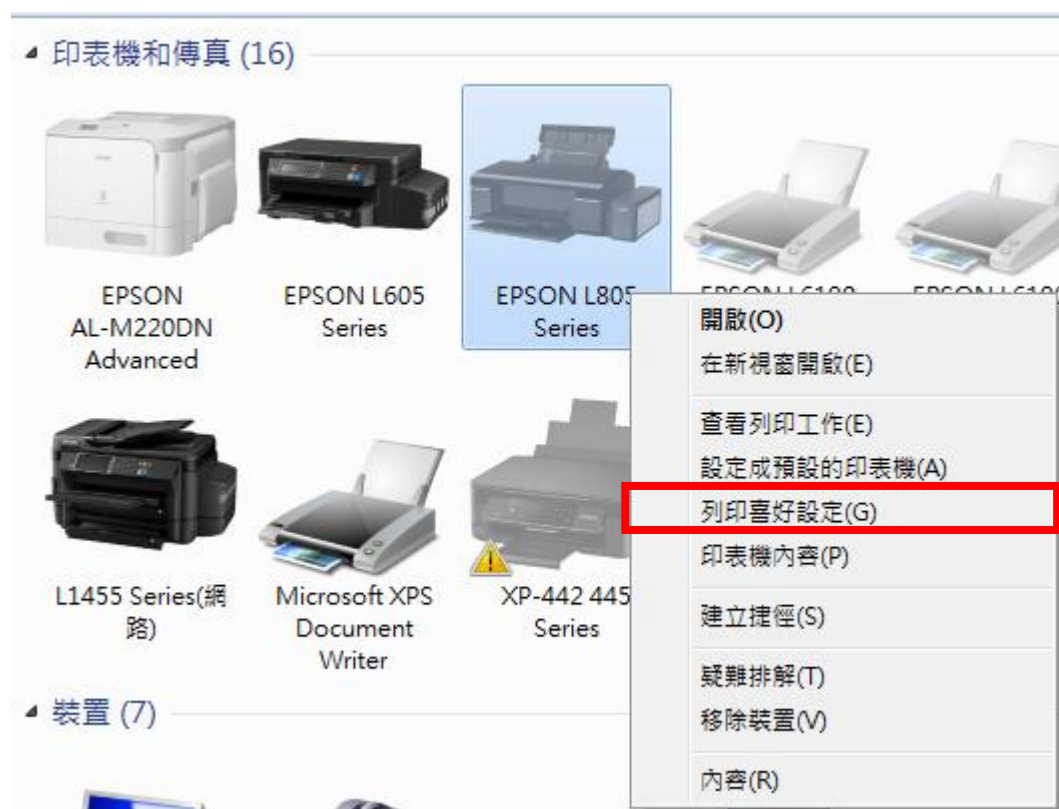 印表機和傳真 (16)
EPSON
AL-M220DN
Advanced
EPSON L605
Series
EPSON L805
Series
開啟(O)
在新視窗開啟(E)
查看列印工作(E)
設定成預設的印表機(A)
列印喜好設定(G)
印表機內容(P)
建立捷徑(S)
疑難排解(T)
移除裝置(V)
內容(R)
L1455 Series(網
路)
Microsoft XPS
Document
Writer
XP-442 445
Series
裝置 (7)